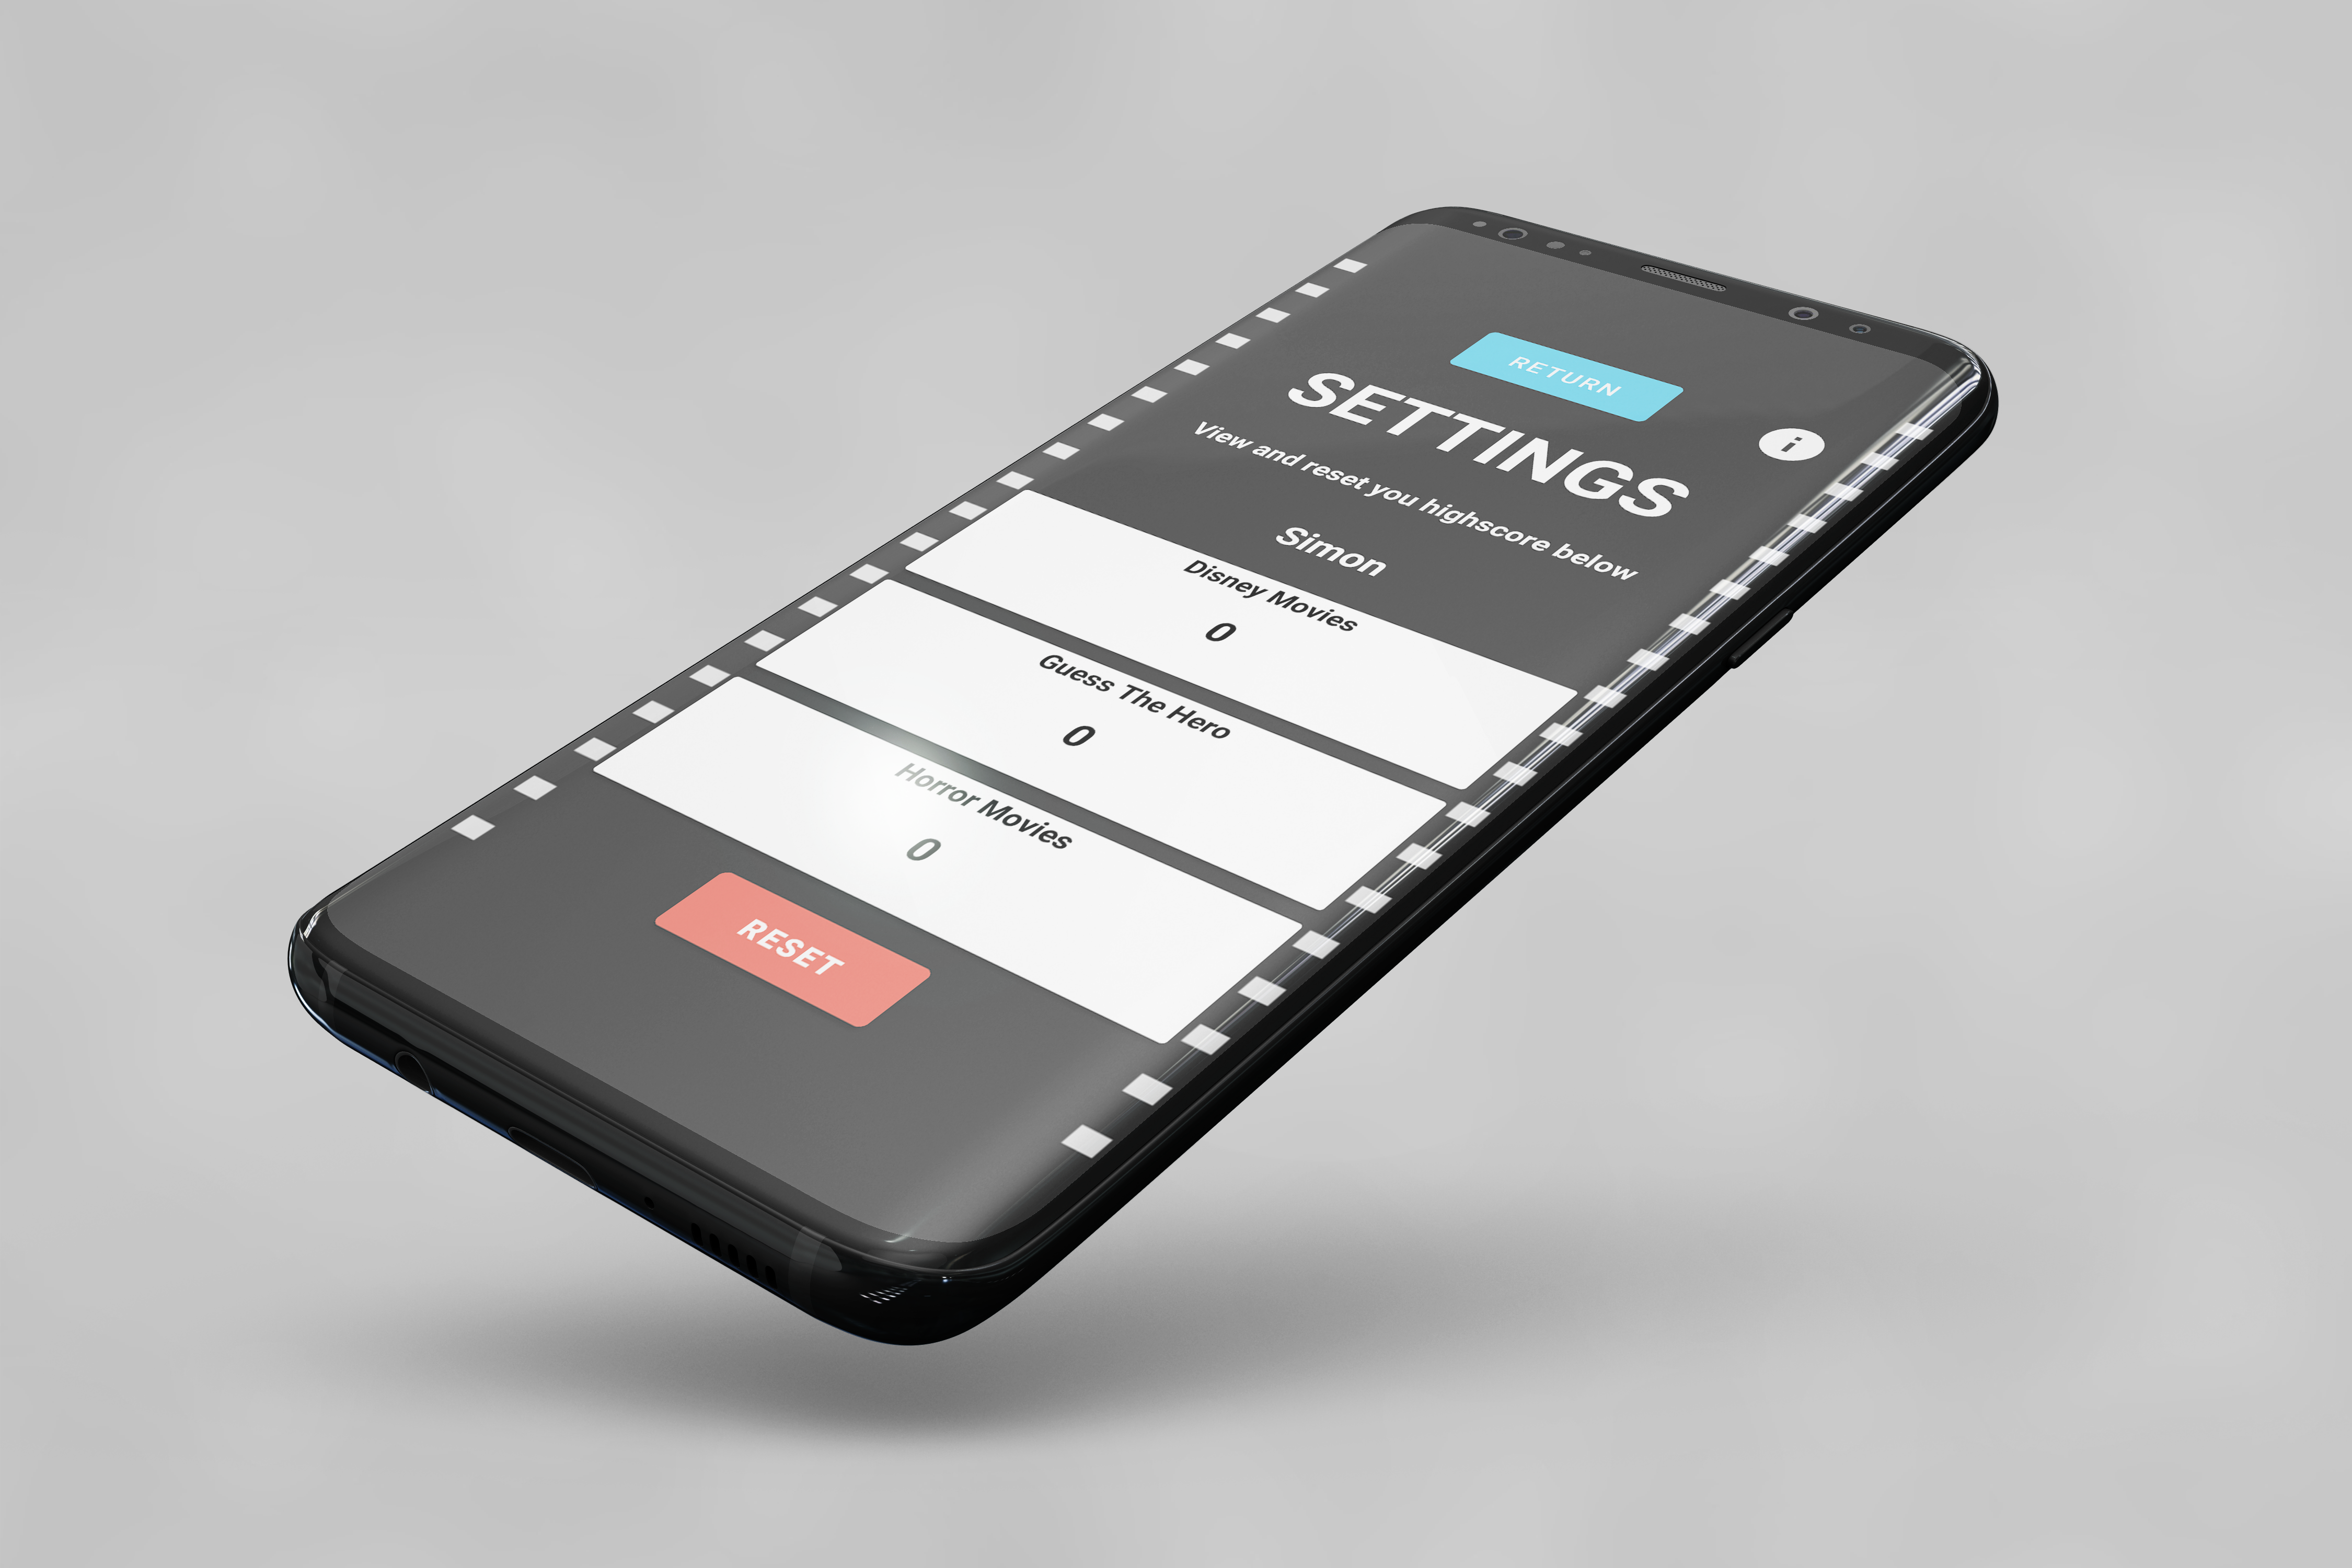 RETURN
SETTINGS
i
View and reset you highscore below
Simon
Disney Movies
0
Guess The Hero
0
Horror Movies
0
RESET